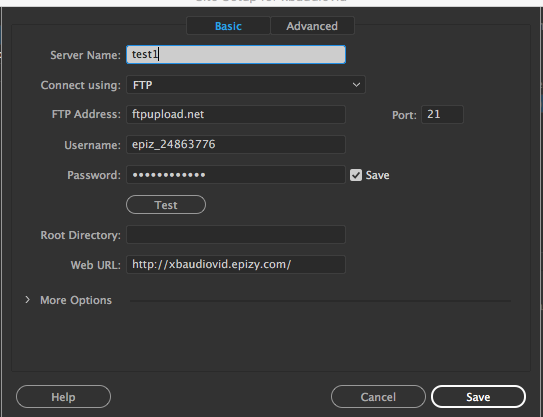 Basic Advanced
Server Name: test1
Connect using: FTP
FTP Address: ftpupload.net Port: 21
Username: epiz_24863776
Password: •••••••••••• Save
Test
Root Directory:
Web URL: http://xbaudiovid.epizy.com/
More Options
Help Cancel Save